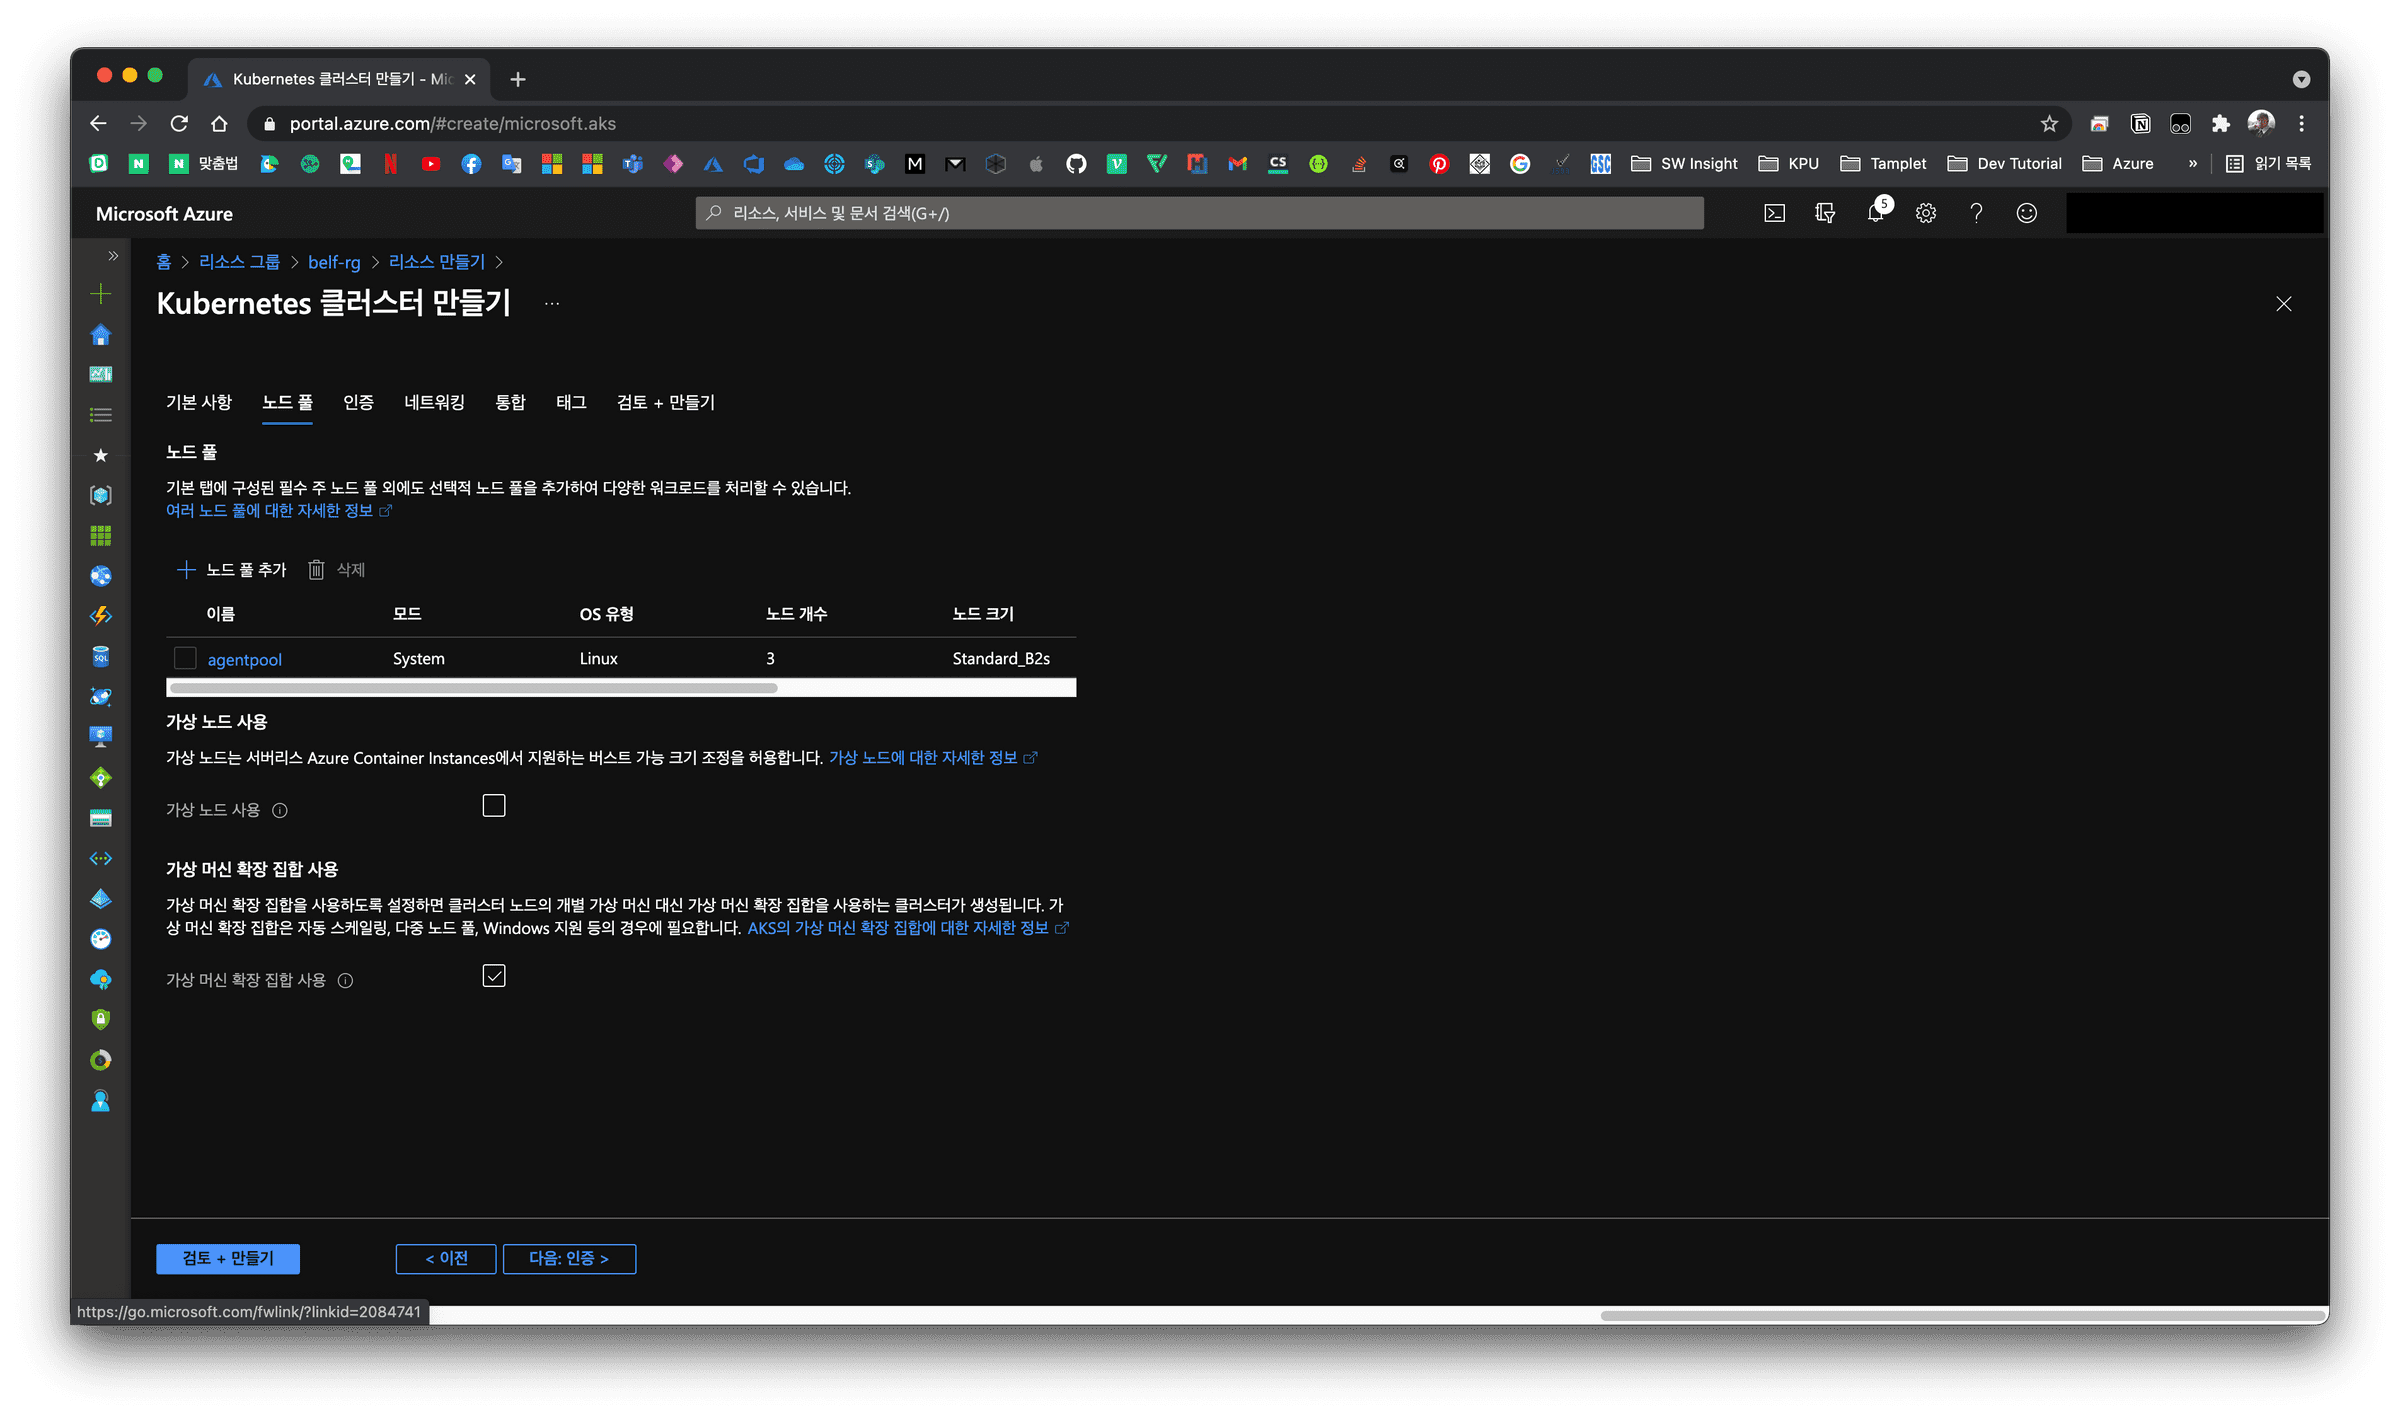 Kubernetes 클러스터 만들기 - Mic
portal.azure.com/#create/microsoft.aks
맞춤법
SW Insight
KPU
Tamplet
Dev Tutorial
Azure
»
읽기 목록
Microsoft Azure
리소스, 서비스 및 문서 검색(G+/)
5
홈 > 리소스 그룹 > belf-rg > 리소스 만들기 >
Kubernetes 클러스터 만들기 ...
기본 사항 노드 풀 인증 네트워킹 통합 태그 검토 + 만들기
노드 풀
기본 탭에 구성된 필수 주 노드 풀 외에도 선택적 노드 풀을 추가하여 다양한 워크로드를 처리할 수 있습니다.
여러 노드 풀에 대한 자세한 정보
노드 풀 추가 삭제
이름 모드 OS 유형 노드 개수 노드 크기
agentpool System Linux 3 Standard_B2s
가상 노드 사용
가상 노드는 서버리스 Azure Container Instances에서 지원하는 버스트 가능 크기 조정을 허용합니다. 가상 노드에 대한 자세한 정보
가상 노드 사용
가상 머신 확장 집합 사용
가상 머신 확장 집합을 사용하도록 설정하면 클러스터 노드의 개별 가상 머신 대신 가상 머신 확장 집합을 사용하는 클러스터가 생성됩니다. 가
상 머신 확장 집합은 자동 스케일링, 다중 노드 풀, Windows 지원 등의 경우에 필요합니다. AKS의 가상 머신 확장 집합에 대한 자세한 정보
가상 머신 확장 집합 사용
검토 + 만들기
< 이전
다음: 인증 >
https://go.microsoft.com/fwlink/?linkid=2084741